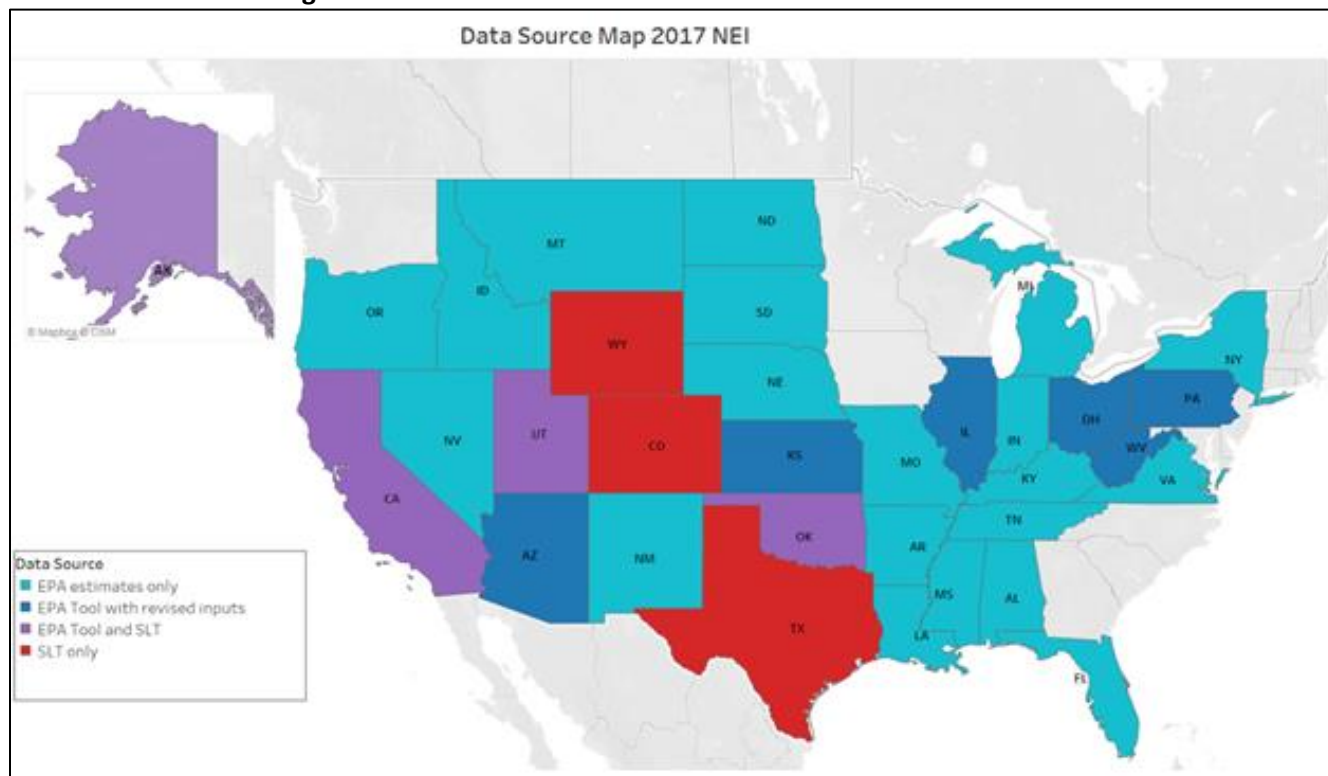 g
Data Source Map 2017 NEI
ND
MT
ID
OR
SD
MI
WY
NY
NE
PA
OH
IL
IN
NV
UT
CO
KS
WV
MO
KY
VA
CA
TN
OK
AZ
NM
AR
MS
AL
TX
LA
FL
AK
© Mapbox © OSM
Data Source
EPA estimates only
EPA Tool with revised inputs
EPA Tool and SLT
SLT only